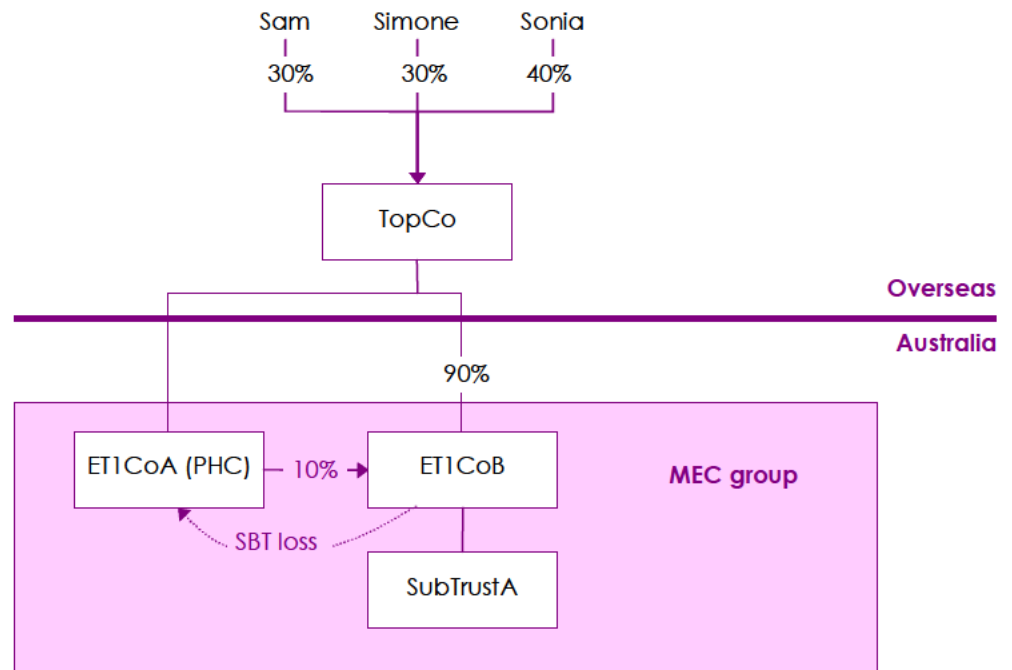 Sam Simone Sonia
30% 30% 40%
TopCo
Overseas
Australia
90%
ET1CoA (PHC) 10% ET1CoB MEC group
SBT loss
SubTrustA